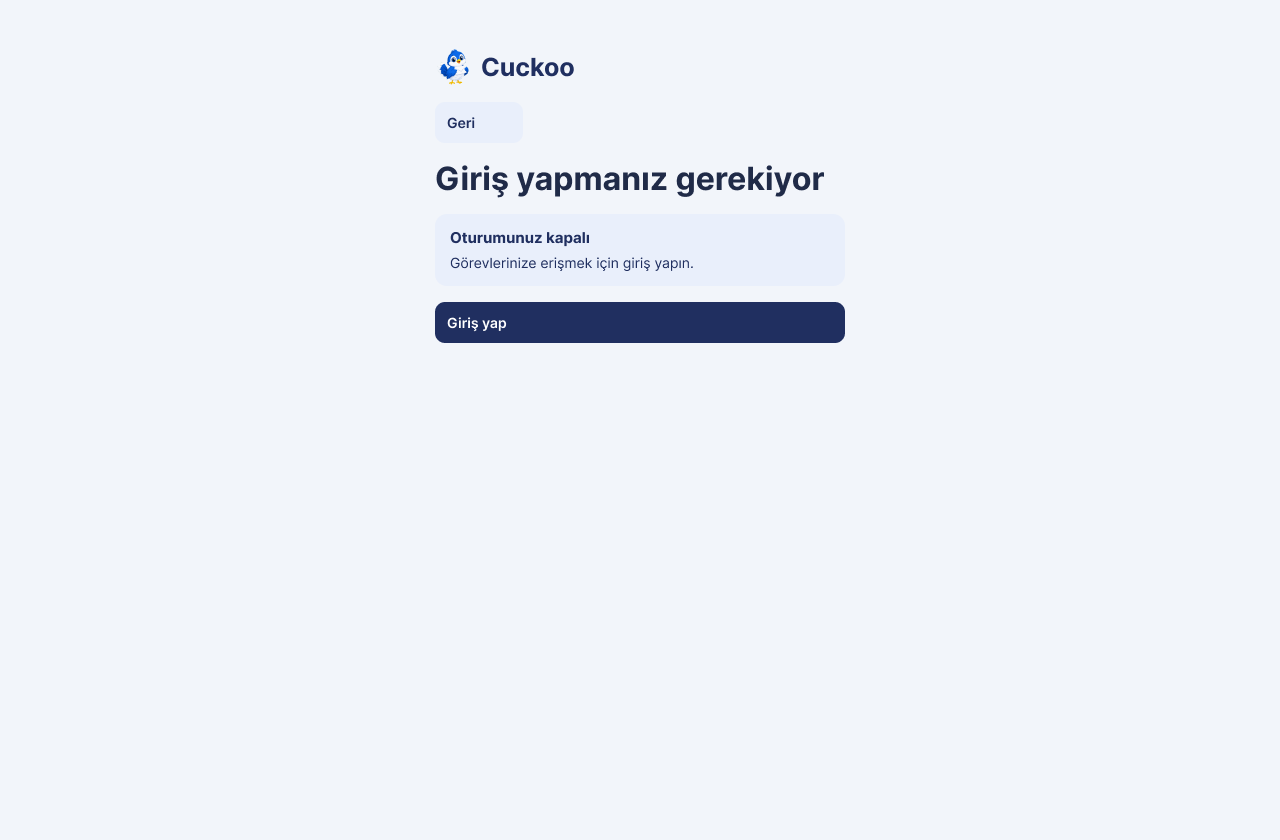 Cuckoo
Geri
Giriş yapmanız gerekiyor
Oturumunuz kapalı
Görevlerinize erişmek için giriş yapın.
Giriş yap